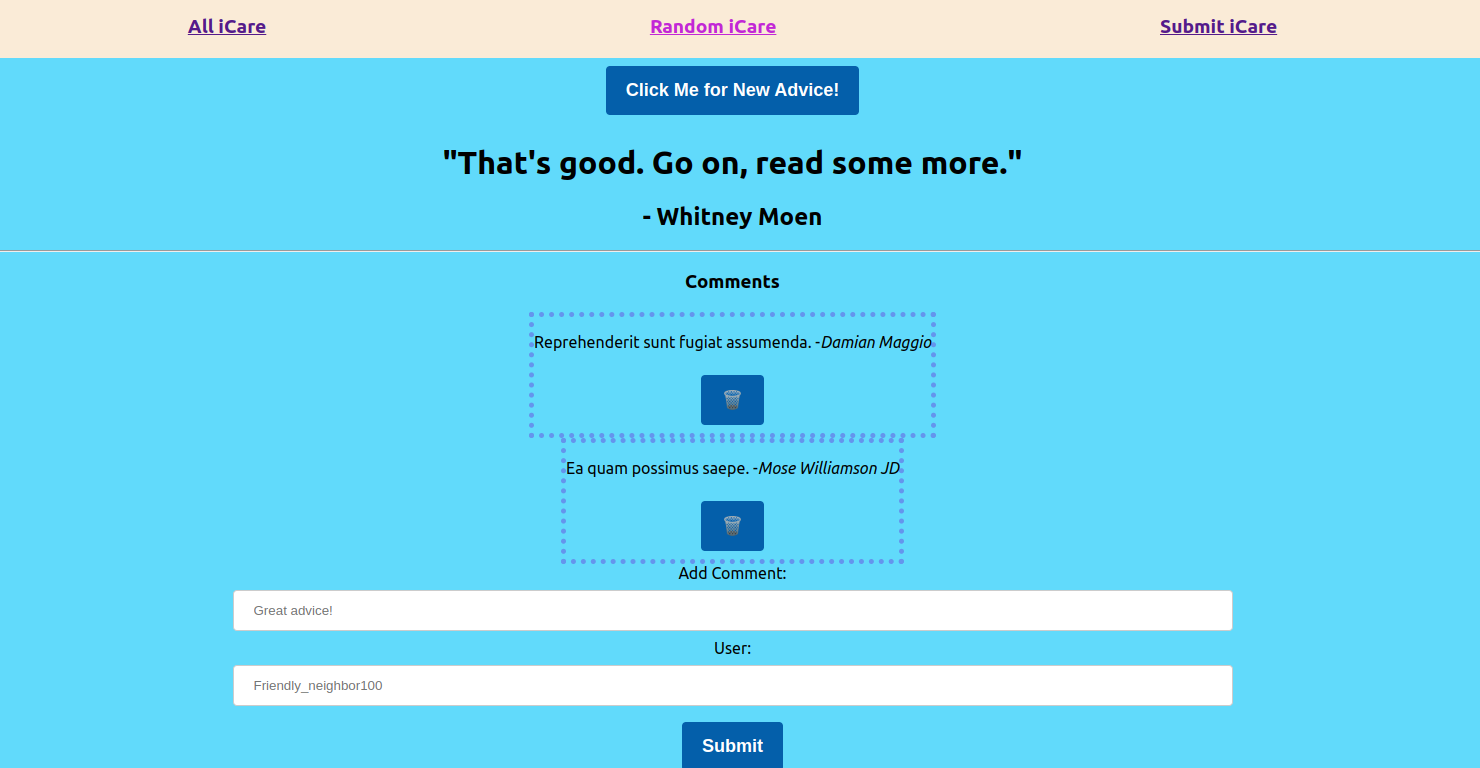 All iCare Random iCare Submit iCare
Click Me for New Advice!
"That's good. Go on, read some more."
- Whitney Moen
Comments
Reprehenderit sunt fugiat assumenda. -Damian Maggio
Ea quam possimus saepe. -Mose Williamson JD
Add Comment:
Great advice!
User:
Friendly_neighbor100
Submit